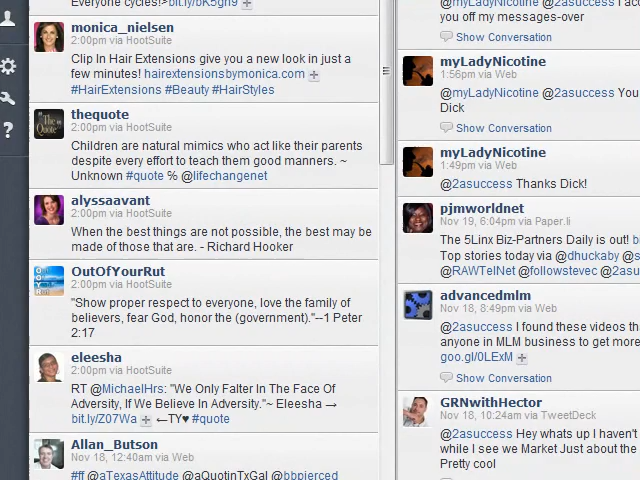 Everyone cycles!>bit.ly/bK5gh9
monica_nielsen
2:00pm via HootSuite
Clip In Hair Extensions give you a new look in just a
few minutes! hairextensionsbymonica.com
#HairExtensions #Beauty #HairStyles
thequote
2:00pm via HootSuite
Children are natural mimics who act like their parents
despite every effort to teach them good manners. ~
Unknown #quote ℅ @lifechangenet
alyssaavant
2:00pm via HootSuite
When the best things are not possible, the best may be
made of those that are. - Richard Hooker
OutOfYourRut
2:00pm via HootSuite
"Show proper respect to everyone, love the family of
believers, fear God, honor the (government)."--1 Peter
2:17
eleesha
2:00pm via HootSuite
RT @MichaelHrs: "We Only Falter In The Face Of
Adversity, If We Believe In Adversity."~ Eleesha →
bit.ly/Z07Wa ←TY♥ #quote
Allan_Butson
Nov 18, 12:40am via Web
#ff @aTexasAttitude @aQuotinTxGal @bbpierced
@myLadyNicotine @2asuccess I acc
you off my messages-over
Show Conversation
myLadyNicotine
1:56pm via Web
@myLadyNicotine @2asuccess You
Dick
Show Conversation
myLadyNicotine
1:49pm via Web
@2asuccess Thanks Dick!
pjmworldnet
Nov 19, 6:04pm via Paper.li
The 5Linx Biz-Partners Daily is out! b
Top stories today via @dhuckaby @s
@RAWTelNet @followstevec @2asu
advancedmlm
Nov 18, 8:49pm via Web
@2asuccess I found these videos th
anyone in MLM business to get more
goo.gl/0LExM
Show Conversation
GRNwithHector
Nov 18, 10:24am via TweetDeck
@2asuccess Hey whats up I haven't
while I see we Market Just about the
Pretty cool